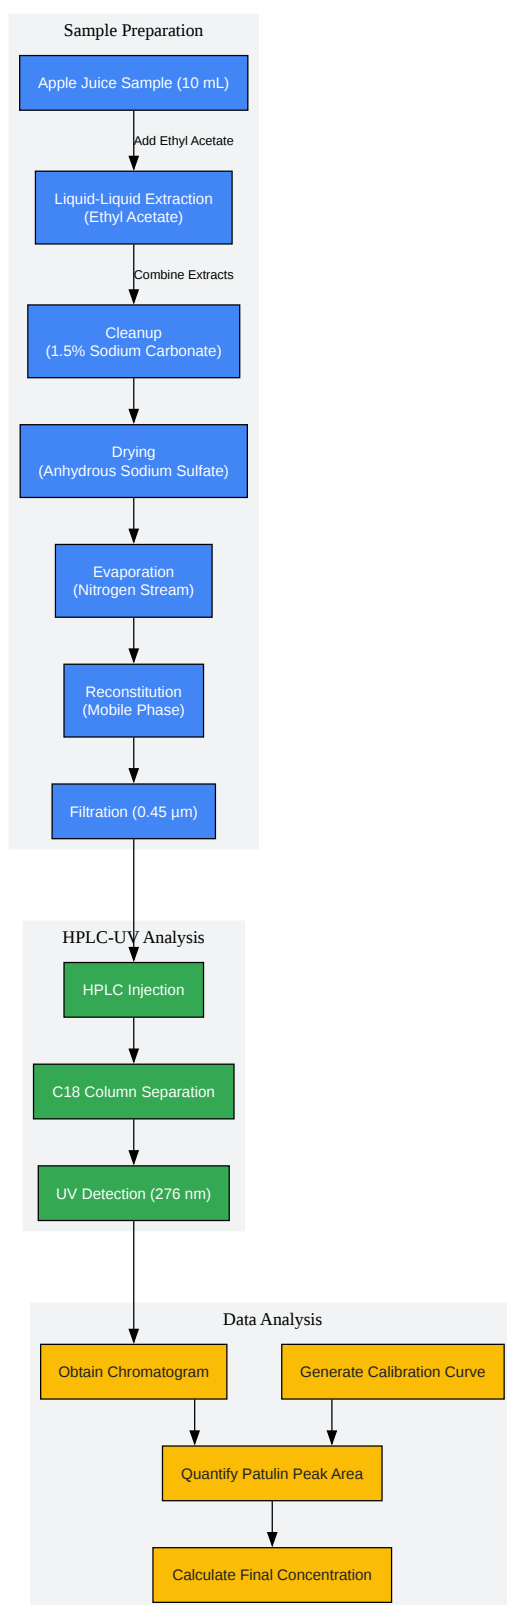 Sample Preparation
Apple Juice Sample (10 mL)
Add Ethyl Acetate
Liquid-Liquid Extraction
(Ethyl Acetate)
Combine Extracts
Cleanup
(1.5% Sodium Carbonate)
Drying
(Anhydrous Sodium Sulfate)
Evaporation
(Nitrogen Stream)
Reconstitution
(Mobile Phase)
Filtration (0.45 µm)
HPLC-UV Analysis
HPLC Injection
C18 Column Separation
UV Detection (276 nm)
Data Analysis
Obtain Chromatogram
Generate Calibration Curve
Quantify Patulin Peak Area
Calculate Final Concentration